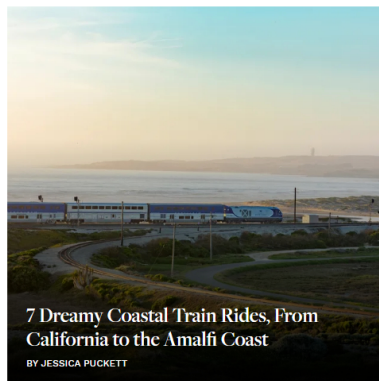 7 Dreamy Coastal Train Rides, From
California to the Amalfi Coast
BY JESSICA PUCKETT